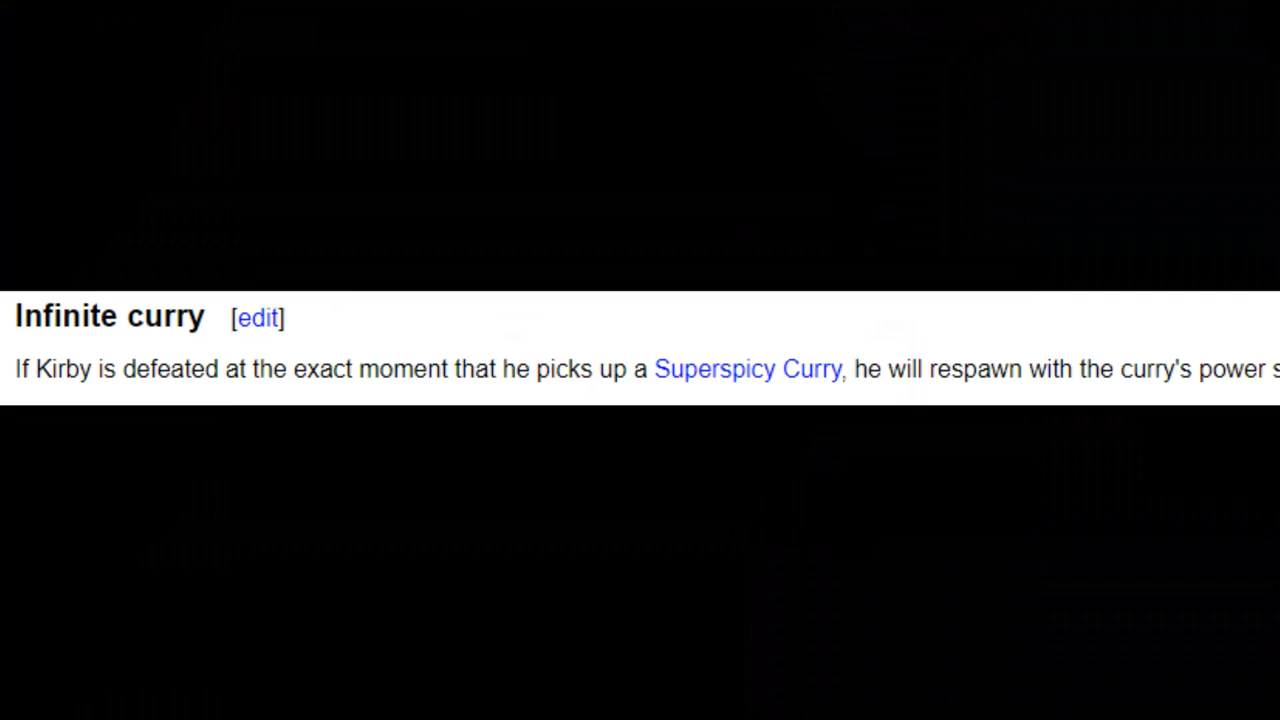 Infinite curry [edit]
If Kirby is defeated at the exact moment that he picks up a Superspicy Curry, he will respawn with the curry's power